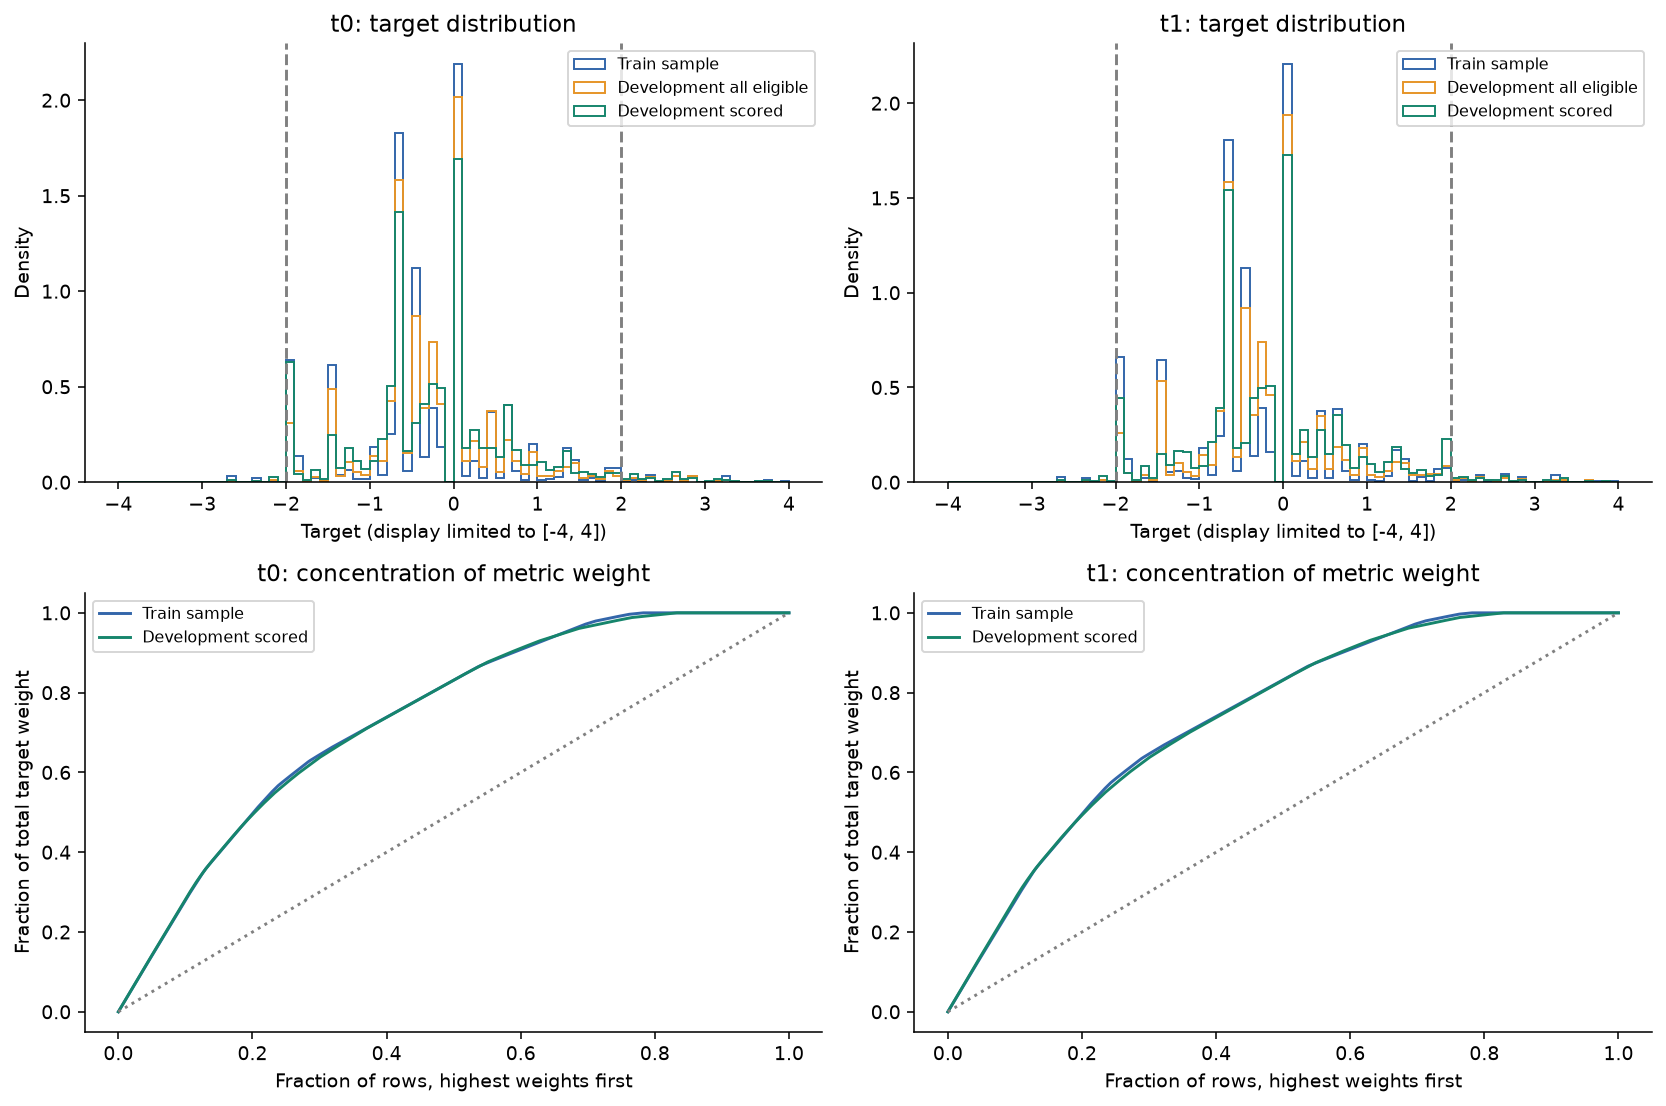 t0: target distribution
Train sample
Development all eligible
Development scored
Density
2.0
1.5
1.0
0.5
0.0
−4 −3 −2 −1 0 1 2 3 4
Target (display limited to [-4, 4])
t1: target distribution
Train sample
Development all eligible
Development scored
Density
2.0
1.5
1.0
0.5
0.0
−4 −3 −2 −1 0 1 2 3 4
Target (display limited to [-4, 4])
t0: concentration of metric weight
Train sample
Development scored
Fraction of total target weight
1.0
0.8
0.6
0.4
0.2
0.0
0.0 0.2 0.4 0.6 0.8 1.0
Fraction of rows, highest weights first
t1: concentration of metric weight
Train sample
Development scored
Fraction of total target weight
1.0
0.8
0.6
0.4
0.2
0.0
0.0 0.2 0.4 0.6 0.8 1.0
Fraction of rows, highest weights first